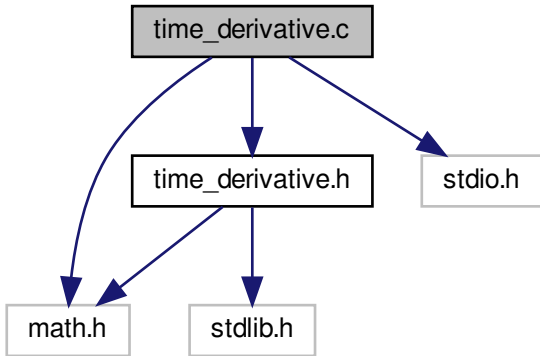 time_derivative.c
time_derivative.h
stdio.h
math.h
stdlib.h